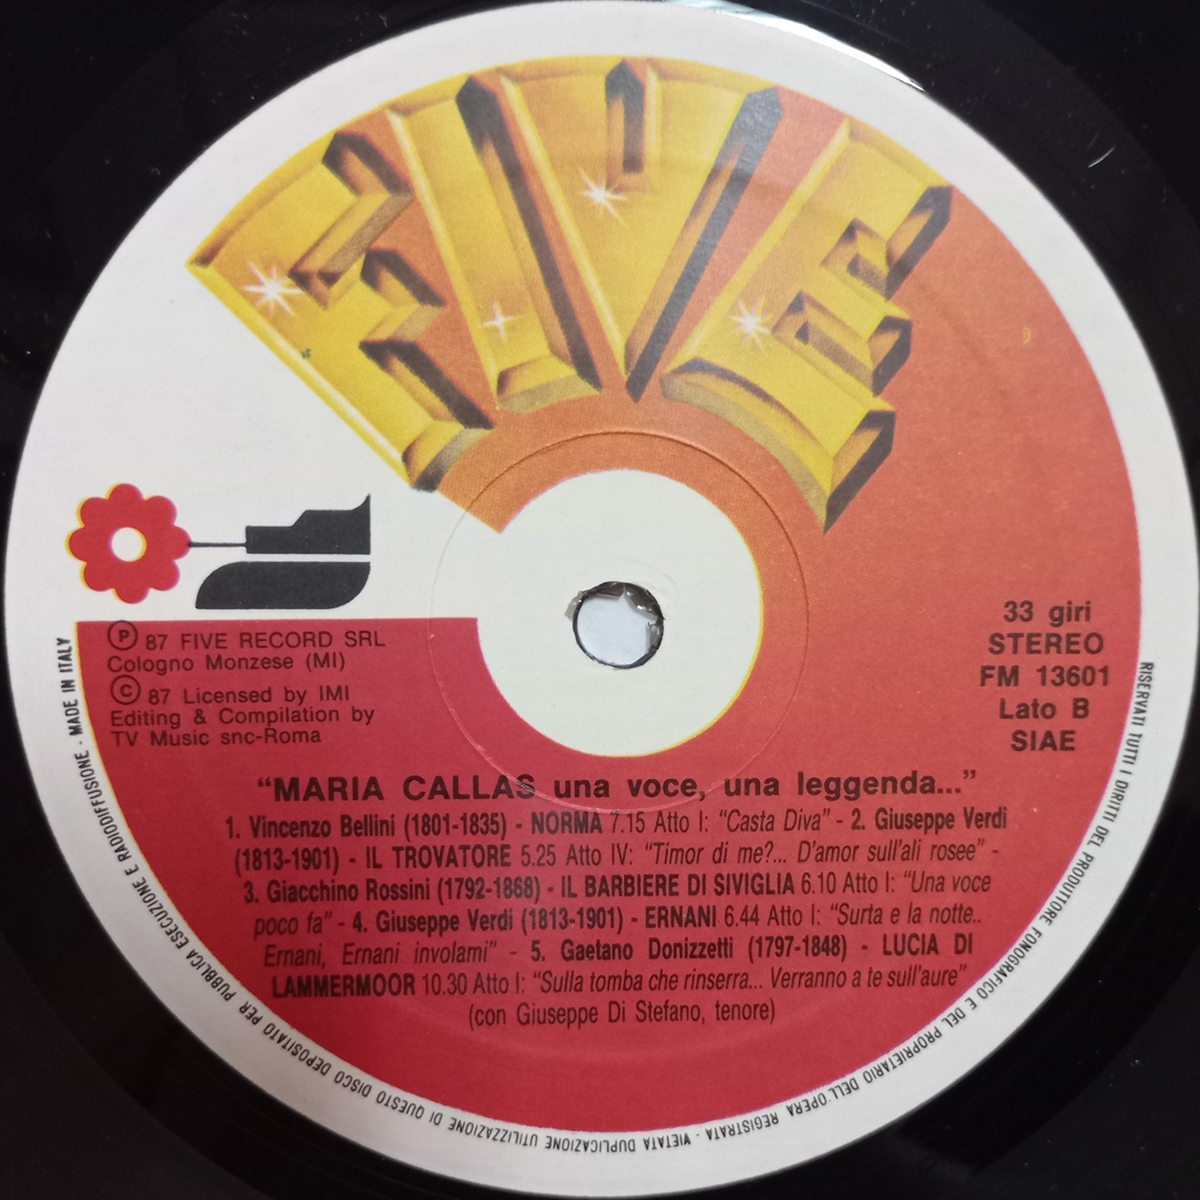 FIVE
Ⓟ 87 FIVE RECORD SRL
Cologno Monzese (MI)
Ⓒ 87 Licensed by IMI
Editing & Compilation by
TV Music snc-Roma
33 giri
STEREO
FM 13601
Lato B
SIAE
“MARIA CALLAS una voce, una leggenda...”
1. Vincenzo Bellini (1801-1835) - NORMA 7.15 Atto I: “Casta Diva” - 2. Giuseppe Verdi
(1813-1901) - IL TROVATORE 5.25 Atto IV: “Timor di me?... D'amor sull'ali rosee” -
3. Giacchino Rossini (1792-1868) - IL BARBIERE DI SIVIGLIA 6.10 Atto I: “Una voce
poco fa” - 4. Giuseppe Verdi (1813-1901) - ERNANI 6.44 Atto I: “Surta e la notte..
Ernani, Ernani involami” - 5. Gaetano Donizzetti (1797-1848) - LUCIA DI
LAMMERMOOR 10.30 Atto I: “Sulla tomba che rinserra... Verranno a te sull'aure”
(con Giuseppe Di Stefano, tenore)
RISERVATI TUTTI I DIRITTI DEL PRODUTTORE FONOGRAFICO E DEL PROPRIETARIO DELL'OPERA REGISTRATA - VIETATA DUPLICAZIONE UTILIZZAZIONE DI QUESTO DISCO DEPOSITATO PER PUBBLICA ESECUZIONE E RADIODIFFUSIONE - MADE IN ITALY